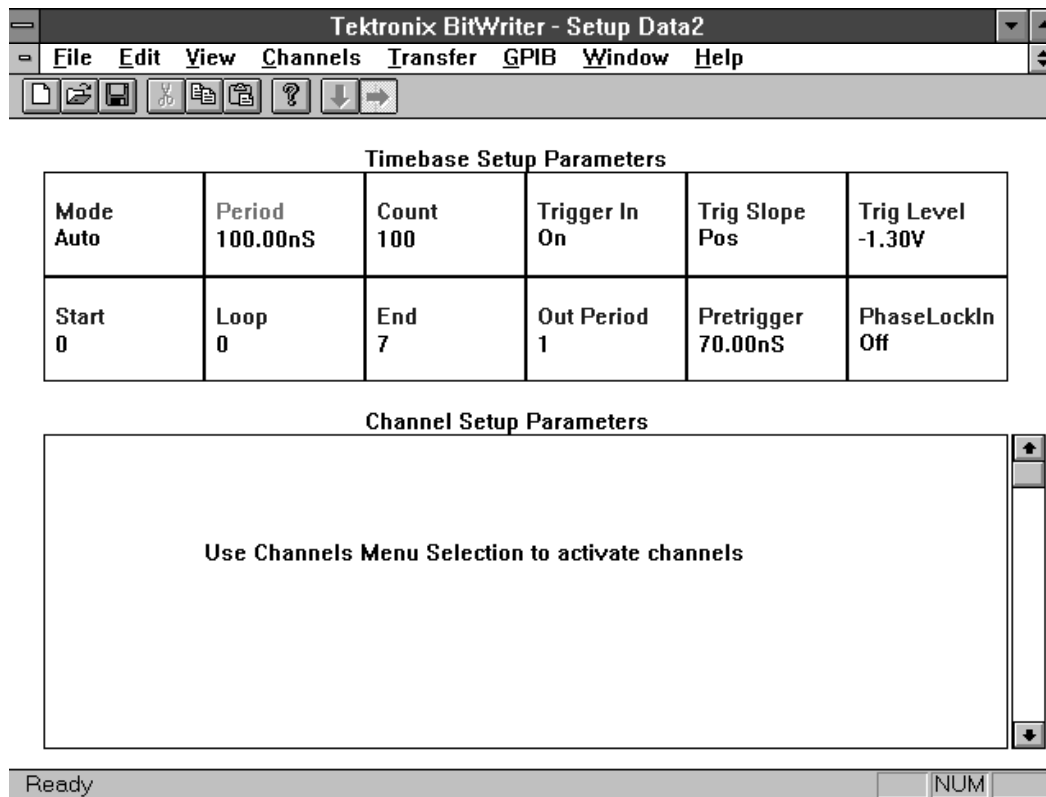 Tektronix BitWriter - Setup Data2
File Edit View Channels Transfer GPIB Window Help
Timebase Setup Parameters
Mode Period Count Trigger In Trig Slope Trig Level
Auto 100.00nS 100 On Pos -1.30V
Start Loop End Out Period Pretrigger PhaseLockIn
0 0 7 1 70.00nS Off
Channel Setup Parameters
Use Channels Menu Selection to activate channels
Ready NUM